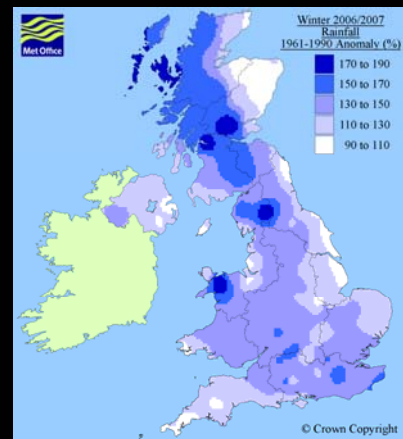 Met Office
Winter 2006/2007
Rainfall
1961-1990 Anomaly (%)
170 to 190
150 to 170
130 to 150
110 to 130
90 to 110
© Crown Copyright